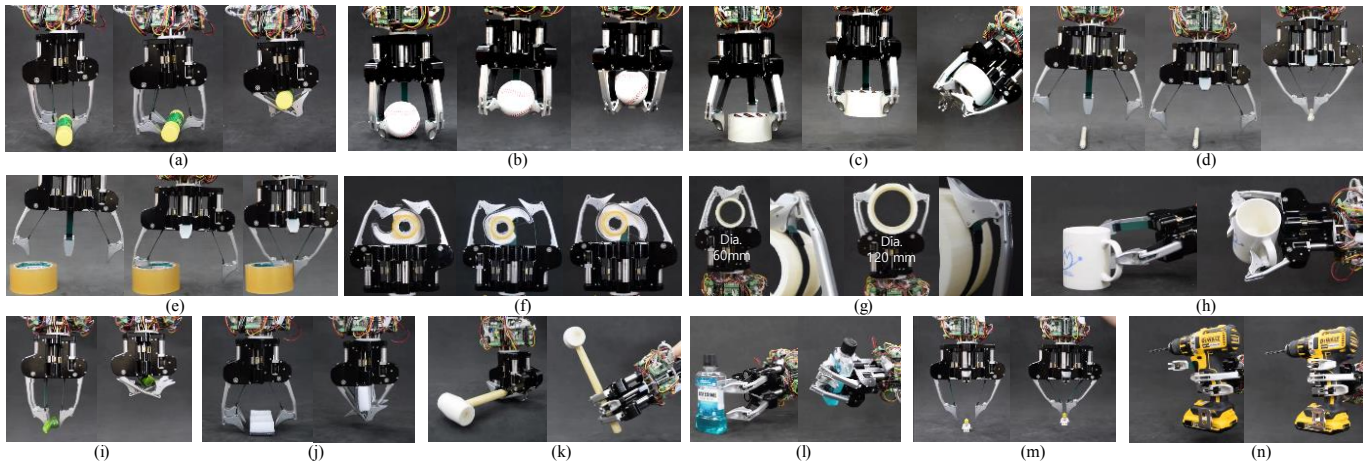 (a)
(b)
(c)
(d)
Dia.
60mm
Dia.
120 mm
(e)
(f)
(g)
(h)
(i)
(j)
(k)
(l)
(m)
(n)